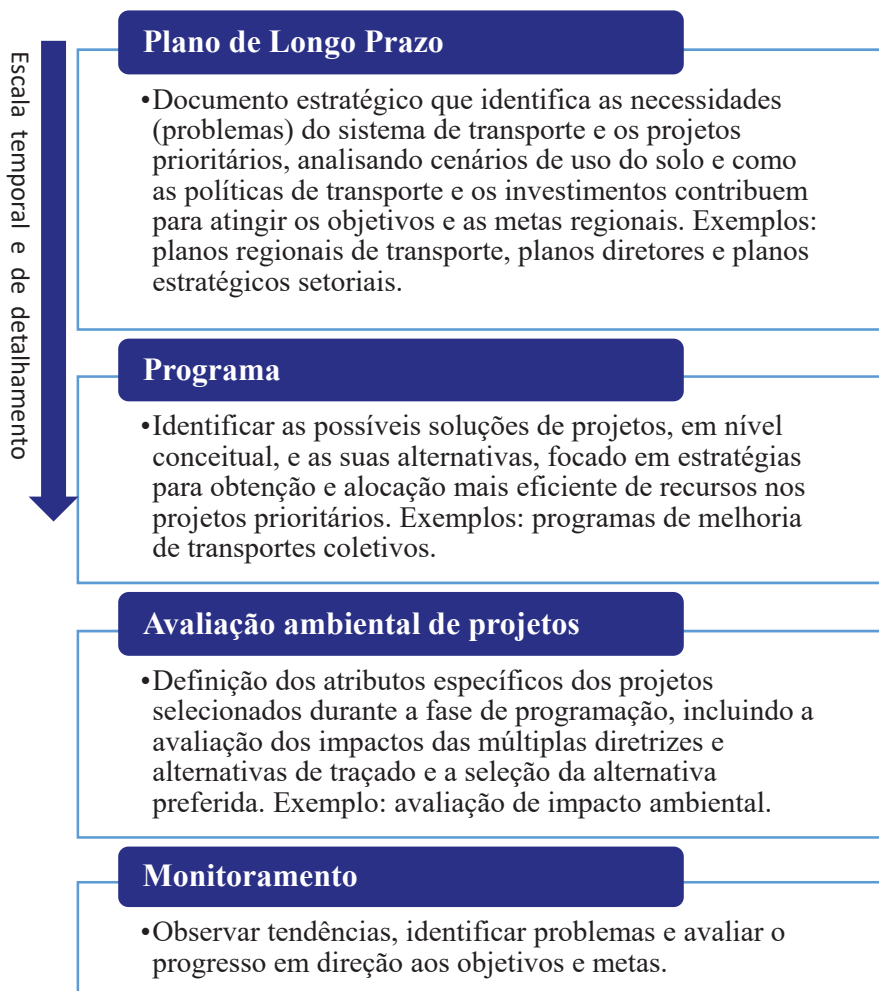 Escala temporal e de detalhamento
Plano de Longo Prazo
•Documento estratégico que identifica as necessidades
(problemas) do sistema de transporte e os projetos
prioritários, analisando cenários de uso do solo e como
as políticas de transporte e os investimentos contribuem
para atingir os objetivos e as metas regionais. Exemplos:
planos regionais de transporte, planos diretores e planos
estratégicos setoriais.
Programa
•Identificar as possíveis soluções de projetos, em nível
conceitual, e as suas alternativas, focado em estratégias
para obtenção e alocação mais eficiente de recursos nos
projetos prioritários. Exemplos: programas de melhoria
de transportes coletivos.
Avaliação ambiental de projetos
•Definição dos atributos específicos dos projetos
selecionados durante a fase de programação, incluindo a
avaliação dos impactos das múltiplas diretrizes e
alternativas de traçado e a seleção da alternativa
preferida. Exemplo: avaliação de impacto ambiental.
Monitoramento
•Observar tendências, identificar problemas e avaliar o
progresso em direção aos objetivos e metas.